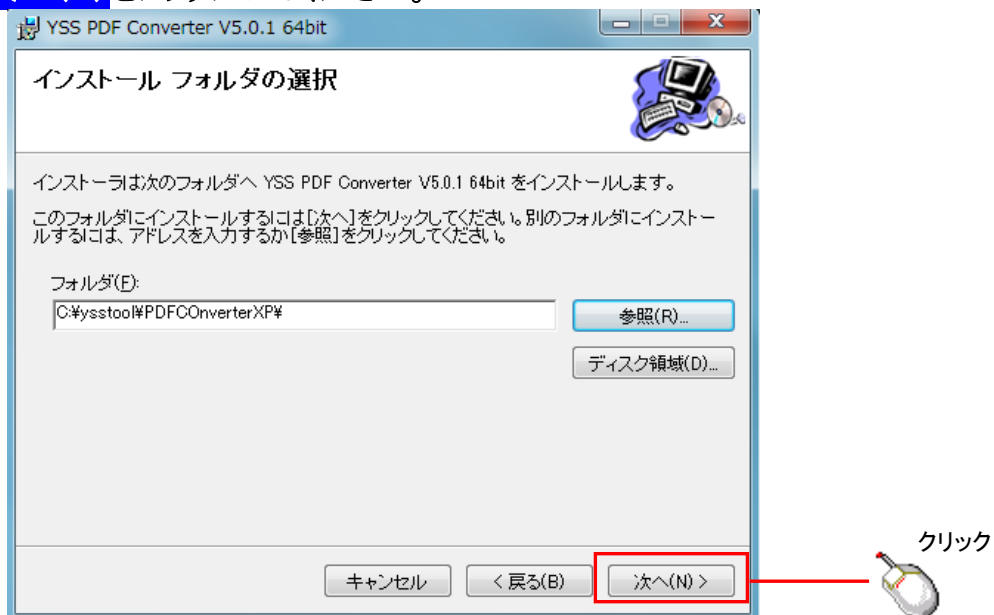 YSS PDF Converter V5.0.1 64bit
インストール フォルダの選択
インストーラは次のフォルダへ YSS PDF Converter V5.0.1 64bit をインストールします。
このフォルダにインストールするには[次へ]をクリックしてください。別のフォルダにインストー
ルするには、アドレスを入力するか[参照]をクリックしてください。
フォルダ(F):
C:¥ysstool¥PDFCOnverterXP¥
参照(R)...
ディスク領域(D)...
クリック
キャンセル
< 戻る(B)
次へ(N) >